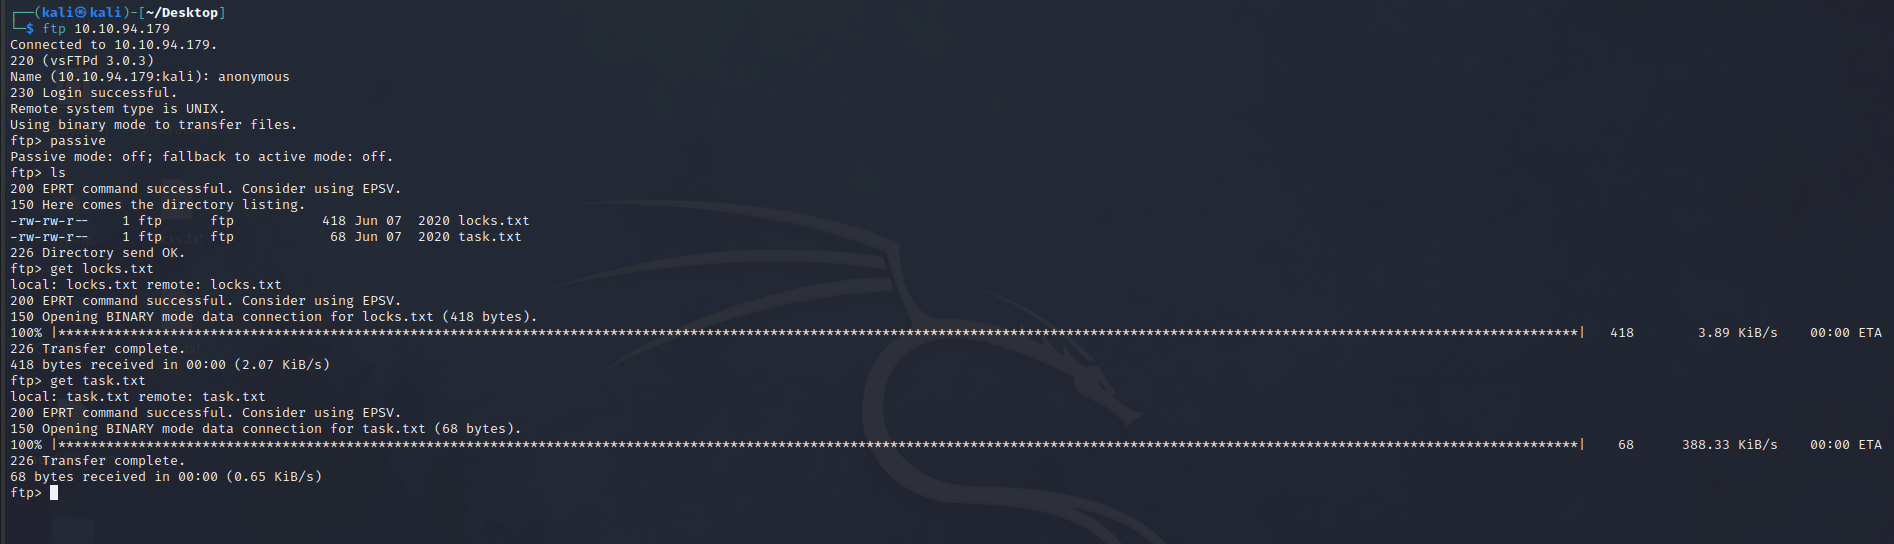 ┌──(kali㉿kali)-[~/Desktop]
└─$ ftp 10.10.94.179
Connected to 10.10.94.179.
220 (vsFTPd 3.0.3)
Name (10.10.94.179:kali): anonymous
230 Login successful.
Remote system type is UNIX.
Using binary mode to transfer files.
ftp> passive
Passive mode: off; fallback to active mode: off.
ftp> ls
200 EPRT command successful. Consider using EPSV.
150 Here comes the directory listing.
-rw-rw-r--    1 ftp      ftp           418 Jun 07  2020 locks.txt
-rw-rw-r--    1 ftp      ftp            68 Jun 07  2020 task.txt
226 Directory send OK.
ftp> get locks.txt
local: locks.txt remote: locks.txt
200 EPRT command successful. Consider using EPSV.
150 Opening BINARY mode data connection for locks.txt (418 bytes).
100% |**********************************************************************************************************************************************************************************************| 418 3.89 KiB/s 00:00 ETA
226 Transfer complete.
418 bytes received in 00:00 (2.07 KiB/s)
ftp> get task.txt
local: task.txt remote: task.txt
200 EPRT command successful. Consider using EPSV.
150 Opening BINARY mode data connection for task.txt (68 bytes).
100% |**********************************************************************************************************************************************************************************************| 68 388.33 KiB/s 00:00 ETA
226 Transfer complete.
68 bytes received in 00:00 (0.65 KiB/s)
ftp>